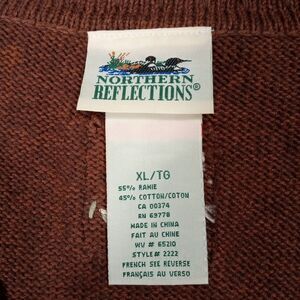 NORTHERN
REFLECTIONS®
XL/TG
55% RAMIE
45% COTTON/COTON
CA 00374
RN 69778
MADE IN CHINA
FAIT AU CHINE
WV # 65210
STYLE# 2222
FRENCH SEE REVERSE
FRANÇAIS AU VERSO